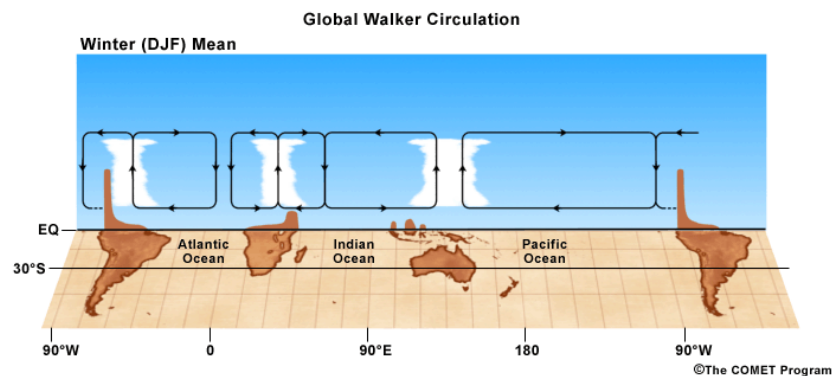 Global Walker Circulation
Winter (DJF) Mean
EQ
Atlantic
Ocean
Indian
Ocean
Pacific
Ocean
30°S
90°W
0
90°E
180
90°W
©The COMET Program